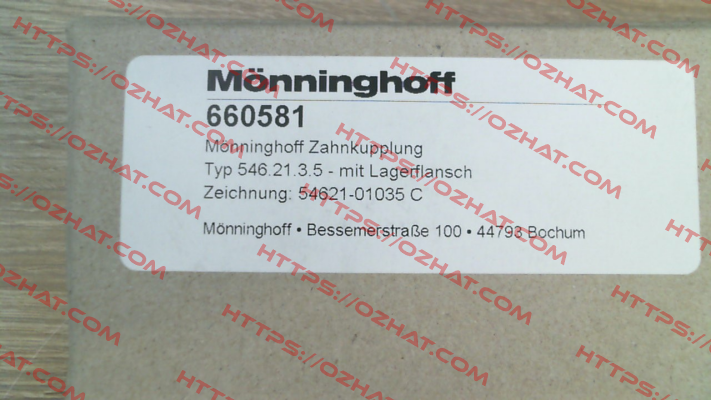 Mönninghoff
660581
Mönninghoff Zahnkupplung
Typ 546.21.3.5 - mit Lagerflansch
Zeichnung: 54621-01035 C
Mönninghoff • Bessemerstraße 100 • 44793 Bochum
HTTPS://OZHAT.COM